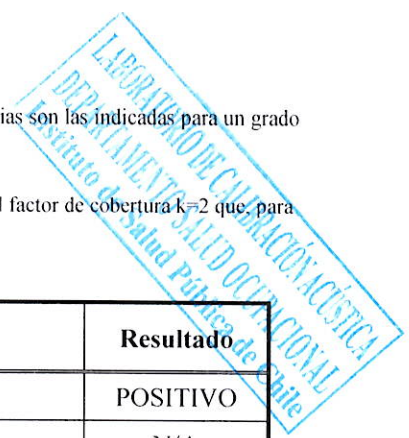 LABORATORIO DE CALIBRACIÓN ACÚSTICA
DEPARTAMENTO SALUD OCUPACIONAL
Instituto de Salud Pública de Chile
ias son las indicadas para un grado
l factor de cobertura k=2 que, para
Resultado
POSITIVO